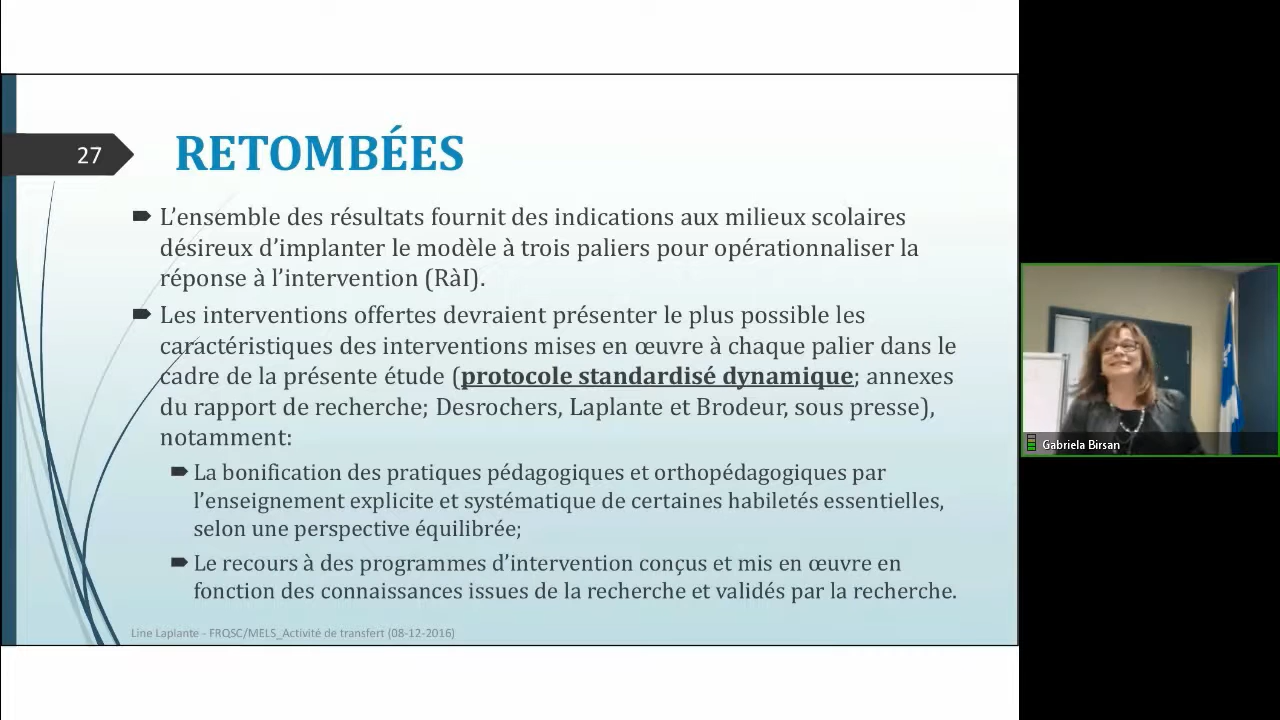 27
RETOMBÉES
L’ensemble des résultats fournit des indications aux milieux scolaires
désireux d’implanter le modèle à trois paliers pour opérationnaliser la
réponse à l’intervention (RàI).
Les interventions offertes devraient présenter le plus possible les
caractéristiques des interventions mises en œuvre à chaque palier dans le
cadre de la présente étude (protocole standardisé dynamique; annexes
du rapport de recherche; Desrochers, Laplante et Brodeur, sous presse),
notamment:
La bonification des pratiques pédagogiques et orthopédagogiques par
l’enseignement explicite et systématique de certaines habiletés essentielles,
selon une perspective équilibrée;
Le recours à des programmes d’intervention conçus et mis en œuvre en
fonction des connaissances issues de la recherche et validés par la recherche.
Line Laplante - FRQSC/MELS_Activité de transfert (08-12-2016)
Gabriela Birsan